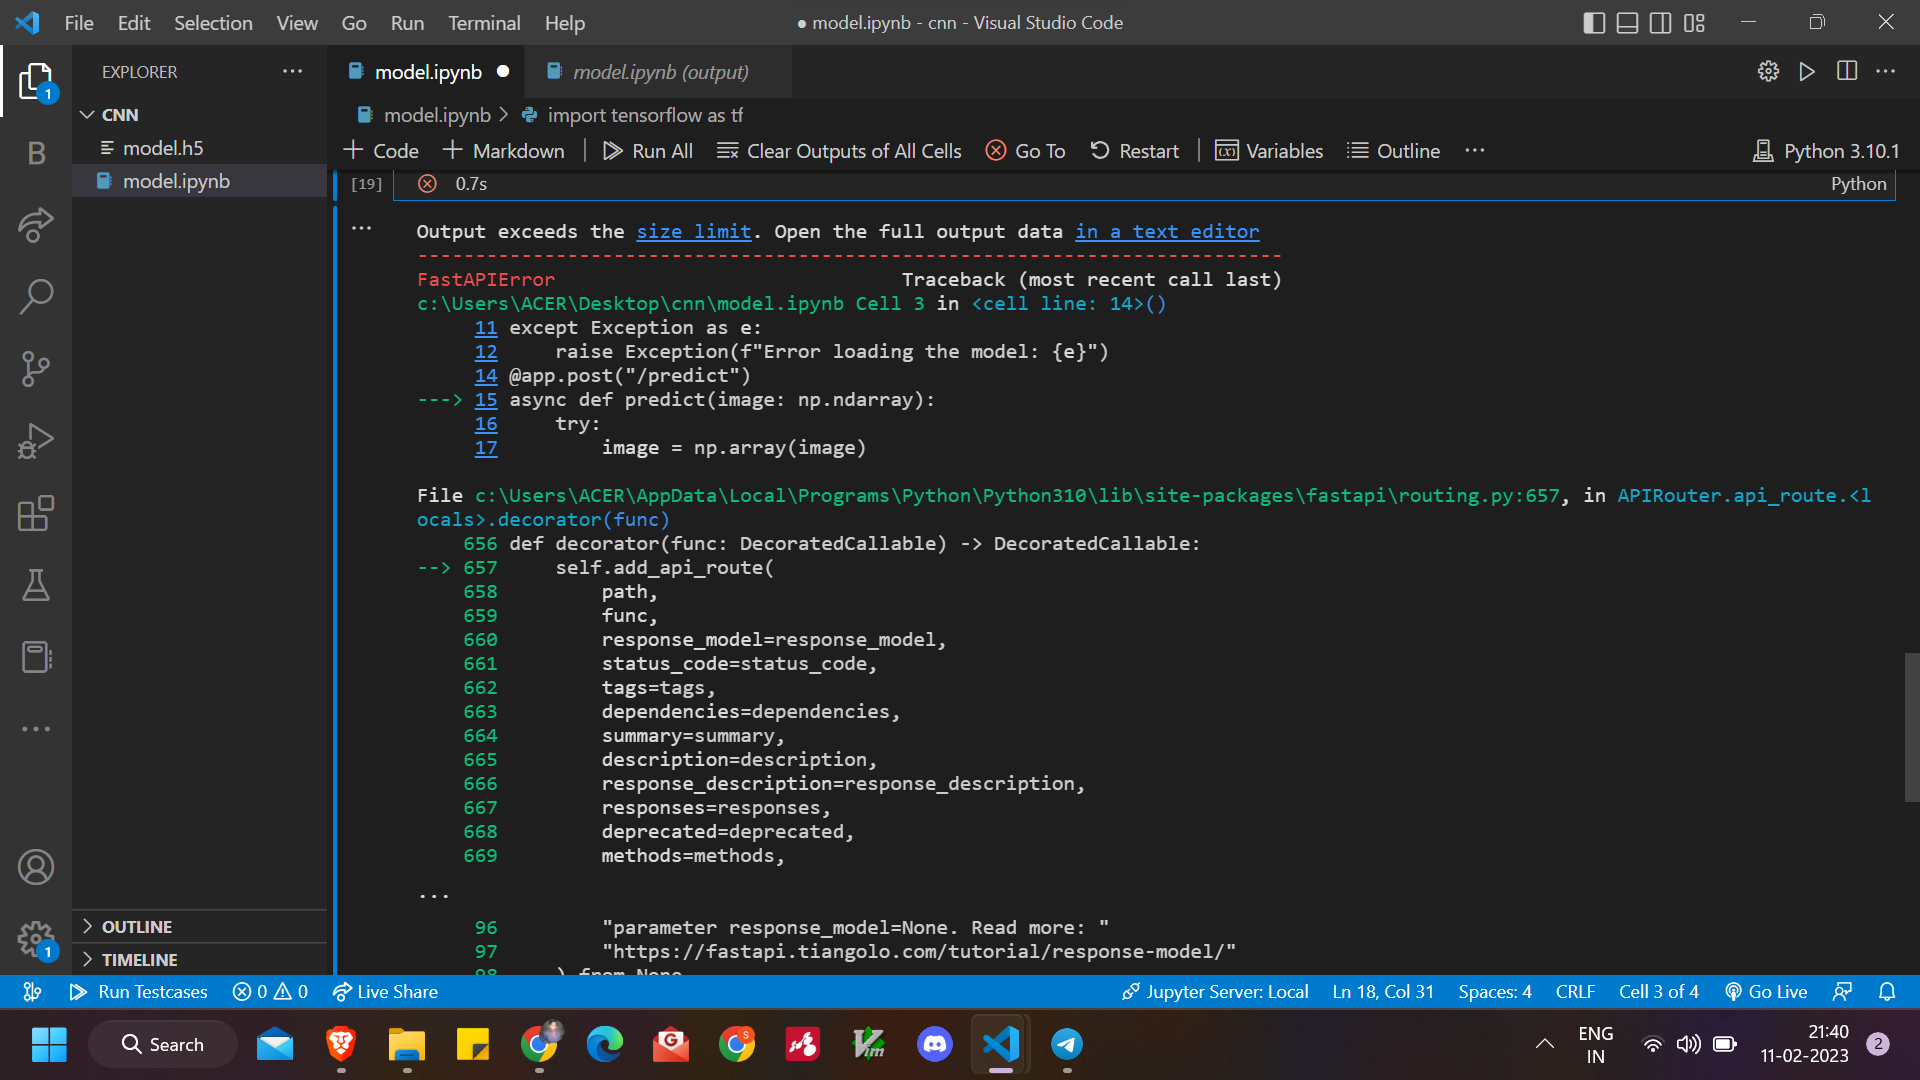 File Edit Selection View Go Run Terminal Help
● model.ipynb - cnn - Visual Studio Code
EXPLORER
CNN
model.h5
model.ipynb
OUTLINE
TIMELINE
1
B
1
model.ipynb ●
model.ipynb (output)
model.ipynb > import tensorflow as tf
+ Code + Markdown | Run All Clear Outputs of All Cells Go To Restart | Variables Outline ...
Python 3.10.1
[19] 0.7s Python
Output exceeds the size limit. Open the full output data in a text editor
---------------------------------------------------------------------------
FastAPIError                              Traceback (most recent call last)
c:\Users\ACER\Desktop\cnn\model.ipynb Cell 3 in <cell line: 14>()
     11 except Exception as e:
     12     raise Exception(f"Error loading the model: {e}")
     14 @app.post("/predict")
---> 15 async def predict(image: np.ndarray):
     16     try:
     17         image = np.array(image)
File c:\Users\ACER\AppData\Local\Programs\Python\Python310\lib\site-packages\fastapi\routing.py:657, in APIRouter.api_route.<l
ocals>.decorator(func)
    656 def decorator(func: DecoratedCallable) -> DecoratedCallable:
--> 657     self.add_api_route(
    658         path,
    659         func,
    660         response_model=response_model,
    661         status_code=status_code,
    662         tags=tags,
    663         dependencies=dependencies,
    664         summary=summary,
    665         description=description,
    666         response_description=response_description,
    667         responses=responses,
    668         deprecated=deprecated,
    669         methods=methods,
...
     96         "parameter response_model=None. Read more: "
     97         "https://fastapi.tiangolo.com/tutorial/response-model/"
     98     ) from None
Run Testcases 0 0 Live Share
Jupyter Server: Local Ln 18, Col 31 Spaces: 4 CRLF Cell 3 of 4 Go Live
Search
ENG
IN
21:40
11-02-2023
2